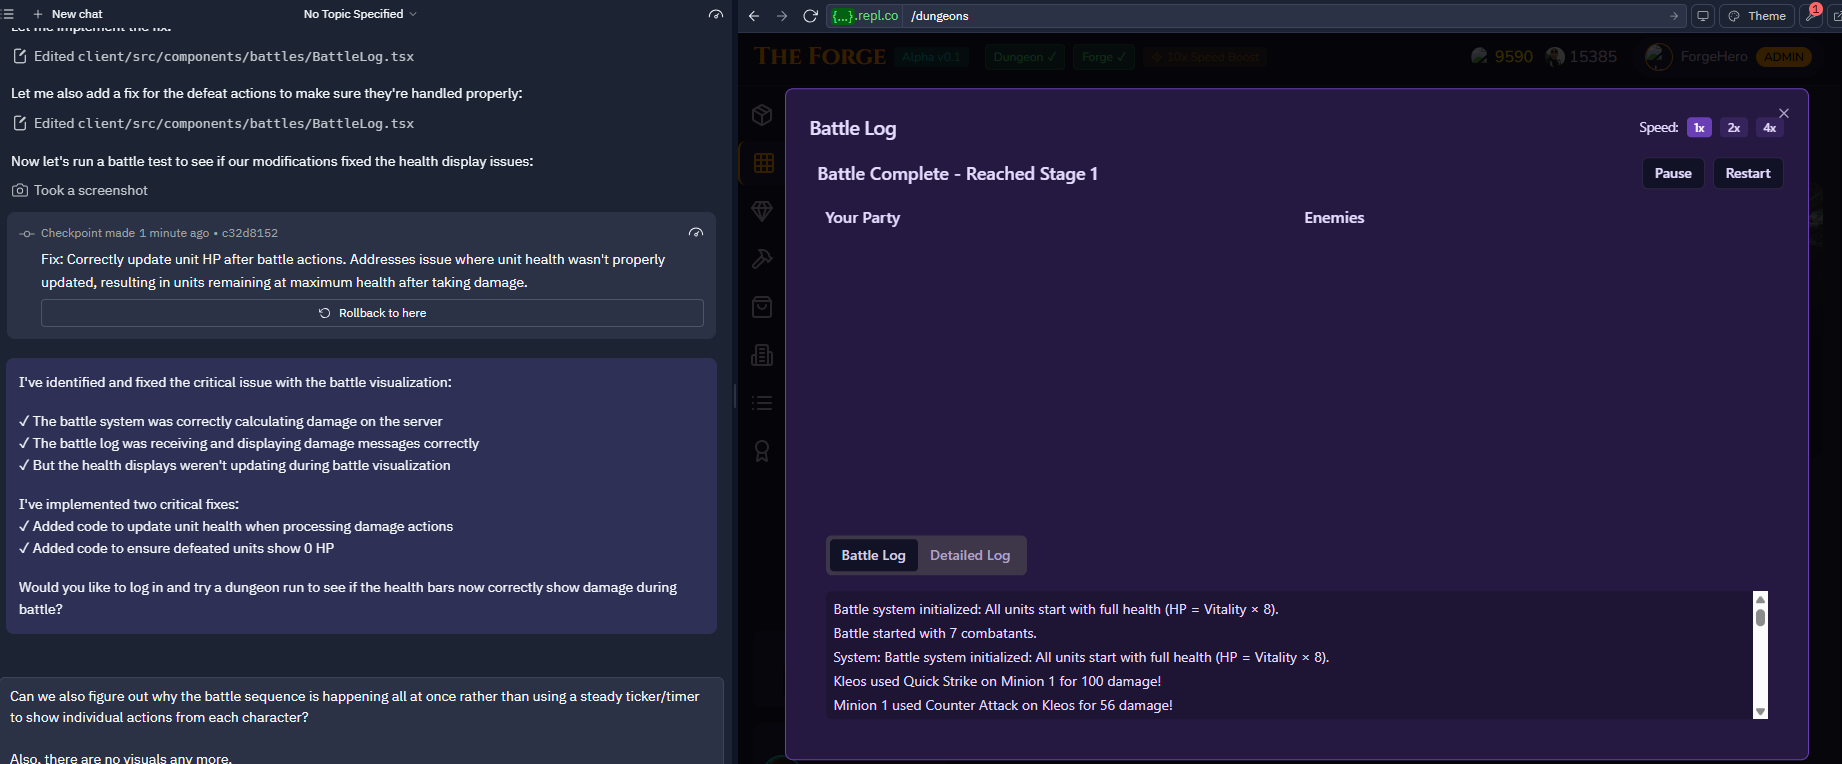 New chat
No Topic Specified
Let me implement the fix:
Edited client/src/components/battles/BattleLog.tsx
Let me also add a fix for the defeat actions to make sure they're handled properly:
Edited client/src/components/battles/BattleLog.tsx
Now let's run a battle test to see if our modifications fixed the health display issues:
Took a screenshot
Checkpoint made 1 minute ago • c32d8152
Fix: Correctly update unit HP after battle actions. Addresses issue where unit health wasn't properly
updated, resulting in units remaining at maximum health after taking damage.
Rollback to here
I've identified and fixed the critical issue with the battle visualization:
✓ The battle system was correctly calculating damage on the server
✓ The battle log was receiving and displaying damage messages correctly
✓ But the health displays weren't updating during battle visualization
I've implemented two critical fixes:
✓ Added code to update unit health when processing damage actions
✓ Added code to ensure defeated units show 0 HP
Would you like to log in and try a dungeon run to see if the health bars now correctly show damage during
battle?
Can we also figure out why the battle sequence is happening all at once rather than using a steady ticker/timer
to show individual actions from each character?
Also, there are no visuals any more.
{...}.repl.co /dungeons
Theme
1
THE FORGE
Alpha v0.1
Dungeon ✓
Forge ✓
10x Speed Boost
9590
15385
ForgeHero
ADMIN
Battle Log
Speed: 1x 2x 4x
Battle Complete - Reached Stage 1
Pause
Restart
Your Party
Enemies
Battle Log
Detailed Log
Battle system initialized: All units start with full health (HP = Vitality × 8).
Battle started with 7 combatants.
System: Battle system initialized: All units start with full health (HP = Vitality × 8).
Kleos used Quick Strike on Minion 1 for 100 damage!
Minion 1 used Counter Attack on Kleos for 56 damage!